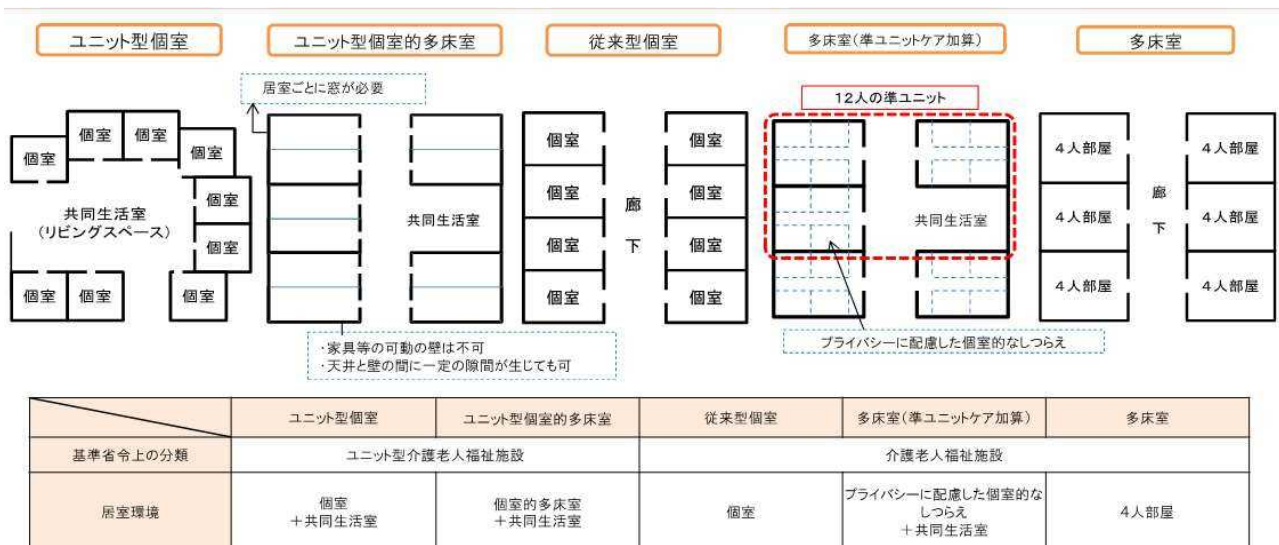 ユニット型個室
ユニット型個室的多床室
従来型個室
多床室(準ユニットケア加算)
多床室
居室ごとに窓が必要
12人の準ユニット
個室
個室
個室
個室
個室
個室
個室
個室
個室
共同生活室
(リビングスペース)
共同生活室
・家具等の可動の壁は不可
・天井と壁の間に一定の隙間が生じても可
個室
個室
個室
個室
廊
下
個室
個室
個室
個室
共同生活室
プライバシーに配慮した個室的なしつらえ
4人部屋
4人部屋
4人部屋
廊
下
4人部屋
4人部屋
4人部屋
ユニット型個室
ユニット型個室的多床室
従来型個室
多床室(準ユニットケア加算)
多床室
基準省令上の分類
ユニット型介護老人福祉施設
介護老人福祉施設
居室環境
個室
+共同生活室
個室的多床室
+共同生活室
個室
プライバシーに配慮した個室的な
しつらえ
+共同生活室
4人部屋